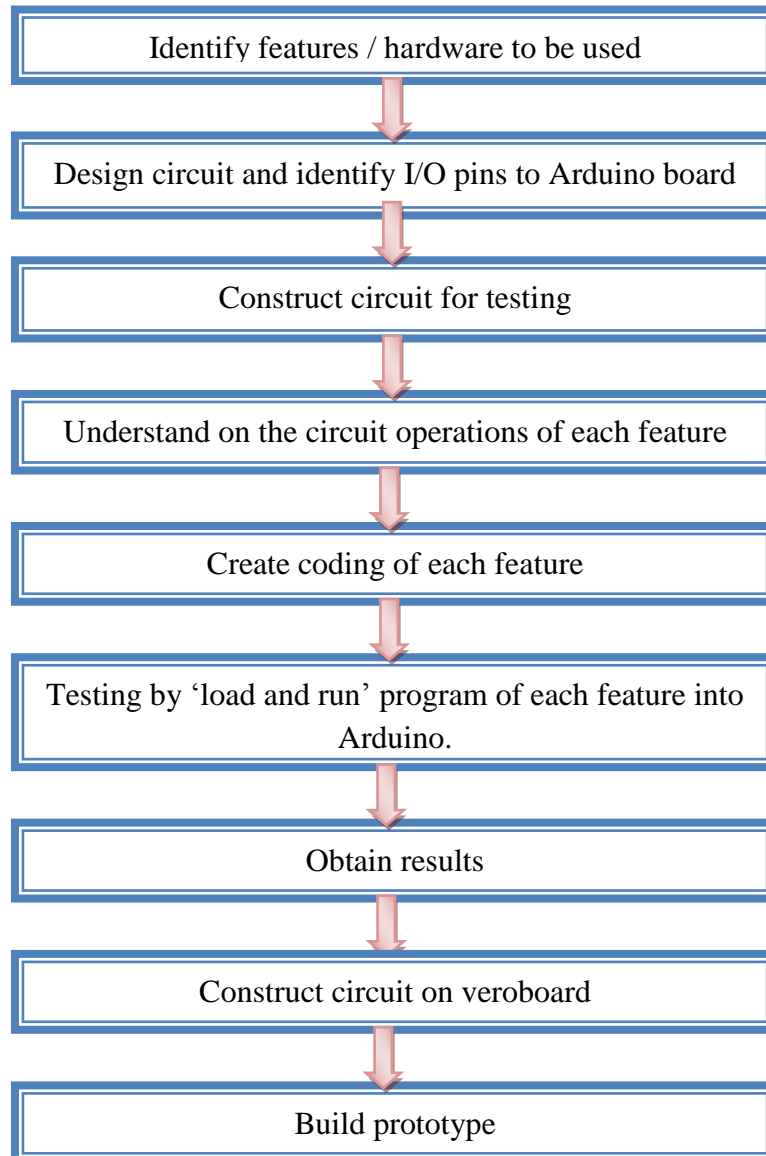 Identify features / hardware to be used
Design circuit and identify I/O pins to Arduino board
Construct circuit for testing
Understand on the circuit operations of each feature
Create coding of each feature
Testing by ‘load and run’ program of each feature into
Arduino.
Obtain results
Construct circuit on veroboard
Build prototype